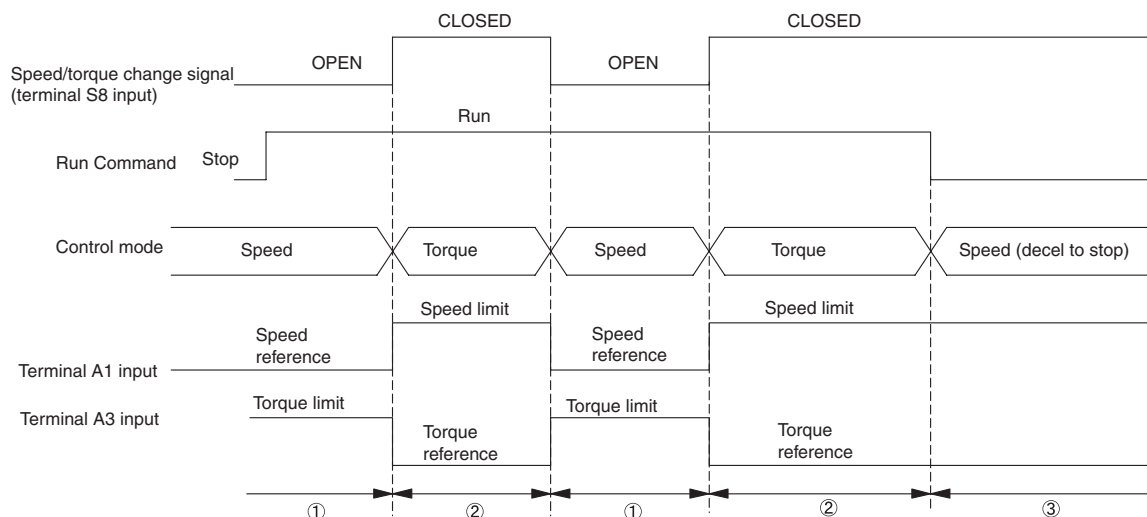 CLOSED CLOSED
OPEN OPEN
Speed/torque change signal
(terminal S8 input)
Run
Run Command Stop
Control mode Speed Torque Speed Torque Speed (decel to stop)
Speed limit Speed limit
Speed
reference
Speed
reference
Terminal A1 input
Torque limit Torque limit
Terminal A3 input
Torque
reference
Torque
reference
① ② ① ② ③